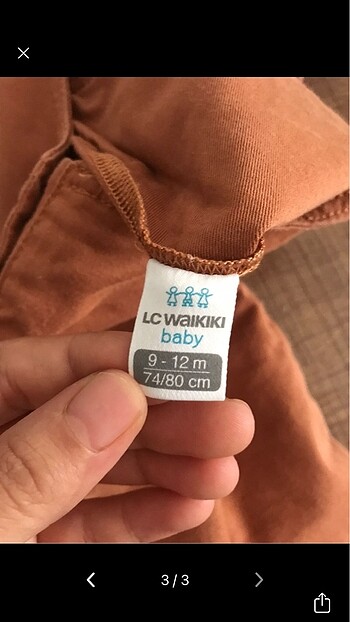 LC WAIKIKI
baby
9 - 12 m
74/80 cm
3/3